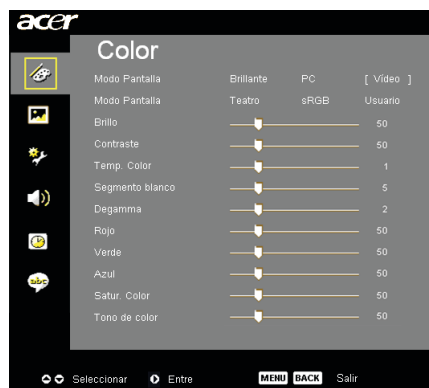 acer
Color
Modo Pantalla Brillante PC [ Vídeo ]
Modo Pantalla Teatro sRGB Usuario
Brillo 50
Contraste 50
Temp. Color 1
Segmento blanco 5
Degamma 2
Rojo 50
Verde 50
Azul 50
Satur. Color 50
Tono de color 50
abc
Seleccionar Entre MENU BACK Salir